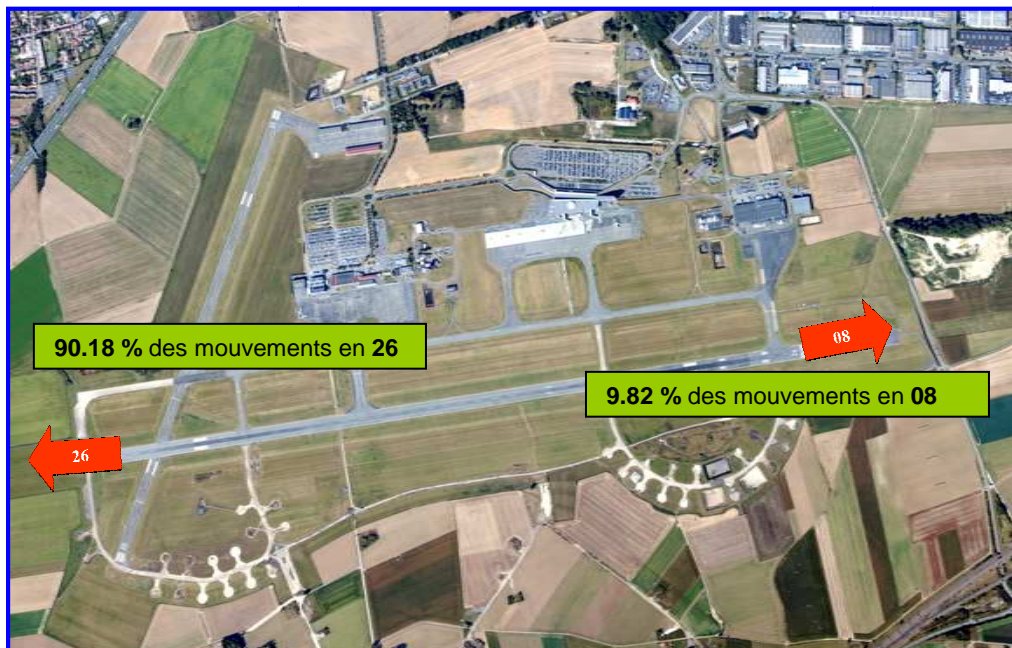 90.18 % des mouvements en 26
08
9.82 % des mouvements en 08
26